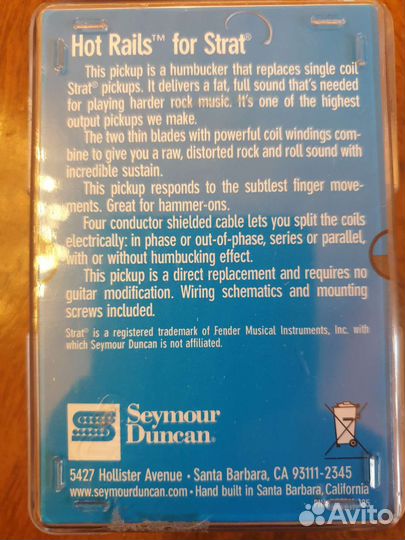 Hot Rails™ for Strat®
This pickup is a humbucker that replaces single coil
Strat® pickups. It delivers a fat, full sound that's needed
for playing harder rock music. It's one of the highest
output pickups we make.
The two thin blades with powerful coil windings com-
bine to give you a raw, distorted rock and roll sound with
incredible sustain.
This pickup responds to the subtlest finger move-
ments. Great for hammer-ons.
Four conductor shielded cable lets you split the coils
electrically: in phase or out-of-phase, series or parallel,
with or without humbucking effect.
This pickup is a direct replacement and requires no
guitar modification. Wiring schematics and mounting
screws included.
Strat® is a registered trademark of Fender Musical Instruments, Inc. with
which Seymour Duncan is not affiliated.
Seymour
Duncan®
5427 Hollister Avenue • Santa Barbara, CA 93111-2345
www.seymourduncan.com • Hand built in Santa Barbara, California
Avito